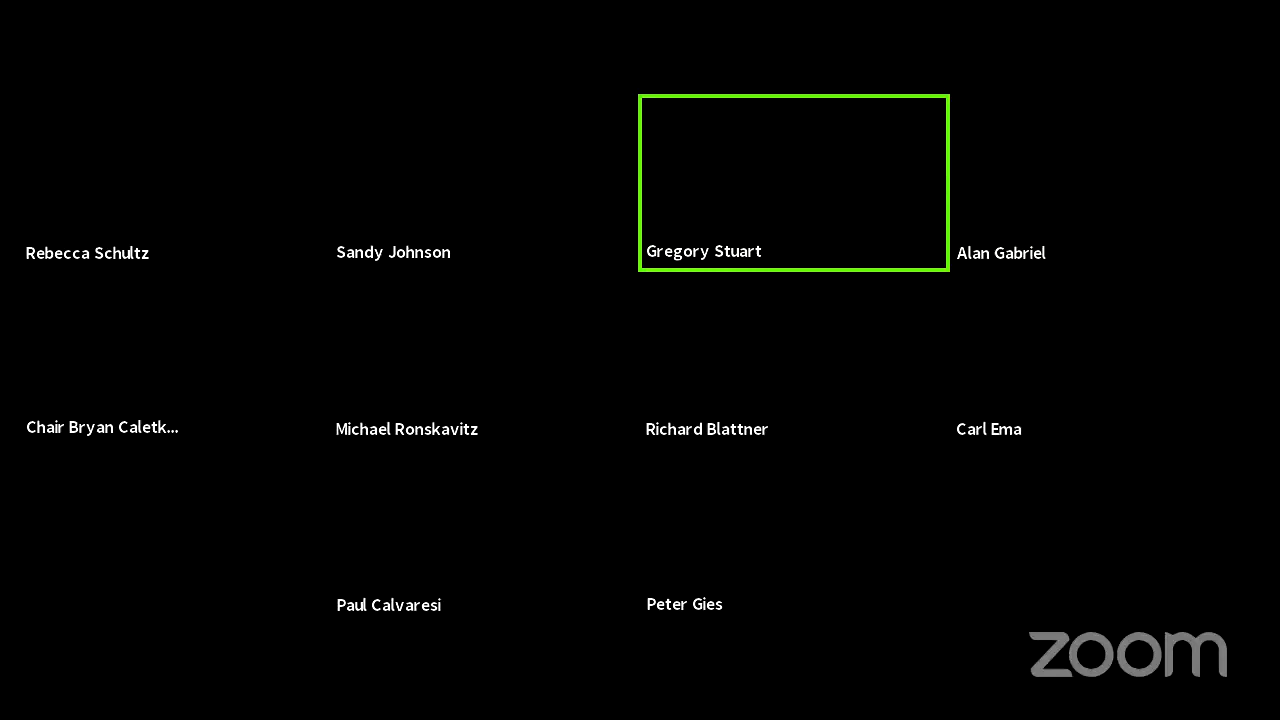 Rebecca Schultz
Sandy Johnson
Gregory Stuart
Alan Gabriel
Chair Bryan Caletk...
Michael Ronskavitz
Richard Blattner
Carl Ema
Paul Calvaresi
Peter Gies
zoom